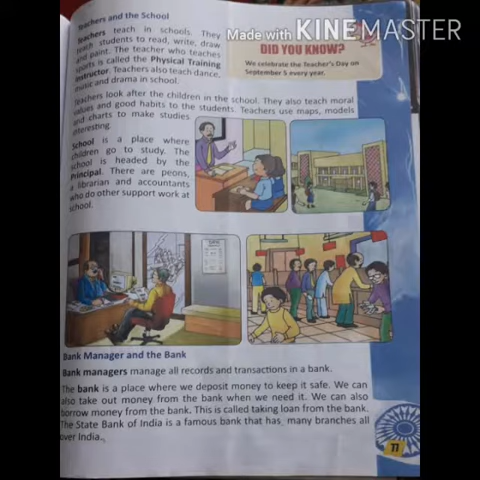 Teachers and the School
Teachers teach in schools. They
teach students to read, write, draw
and paint. The teacher who teaches
sports is called the Physical Training
Instructor. Teachers also teach dance,
music and drama in school.
Made with KINEMASTER
DID YOU KNOW?
We celebrate the Teacher's Day on
September 5 every year.
Teachers look after the children in the school. They also teach moral
values and good habits to the students. Teachers use maps, models
and charts to make studies
interesting.
School is a place where
children go to study. The
school is headed by the
Principal. There are peons,
a librarian and accountants
who do other support work at
school.
Bank Manager and the Bank
Bank managers manage all records and transactions in a bank.
The bank is a place where we deposit money to keep it safe. We can
also take out money from the bank when we need it. We can also
borrow money from the bank. This is called taking loan from the bank.
The State Bank of India is a famous bank that has many branches all
over India.
77